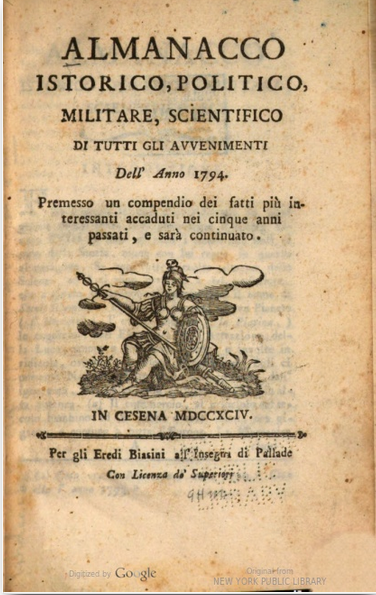 ALMANACCO
ISTORICO, POLITICO,
MILITARE, SCIENTIFICO
DI TUTTI GLI AVVENIMENTI
Dell' Anno 1794.
Premesso un compendio dei fatti più in-
teressanti accaduti nei cinque anni
passati, e sarà continuato.
IN CESENA MDCCXCIV.
Per gli Eredi Biasini all' Insegna di Pallade
Con Licenza de' Superiori
Digitized by Google
Original from
NEW YORK PUBLIC LIBRARY